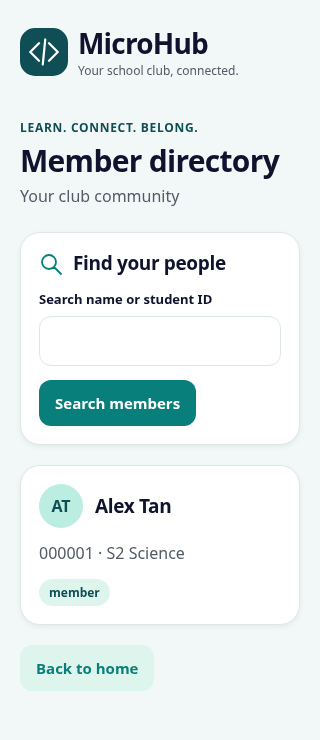 MicroHub
Your school club, connected.
LEARN. CONNECT. BELONG.
Member directory
Your club community
Find your people
Search name or student ID
Search members
AT
Alex Tan
000001 · S2 Science
member
Back to home